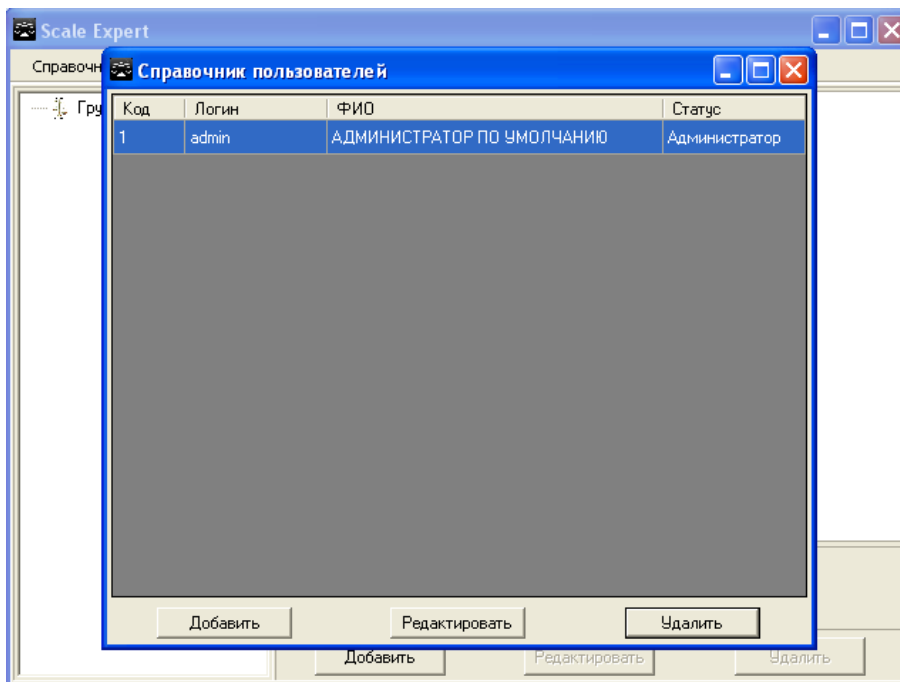 Scale Expert
Справочн
Справочник пользователей
Гру
Код Логин ФИО Статус
1 admin АДМИНИСТРАТОР ПО УМОЛЧАНИЮ Администратор
Добавить Редактировать Удалить
Добавить Редактировать Удалить